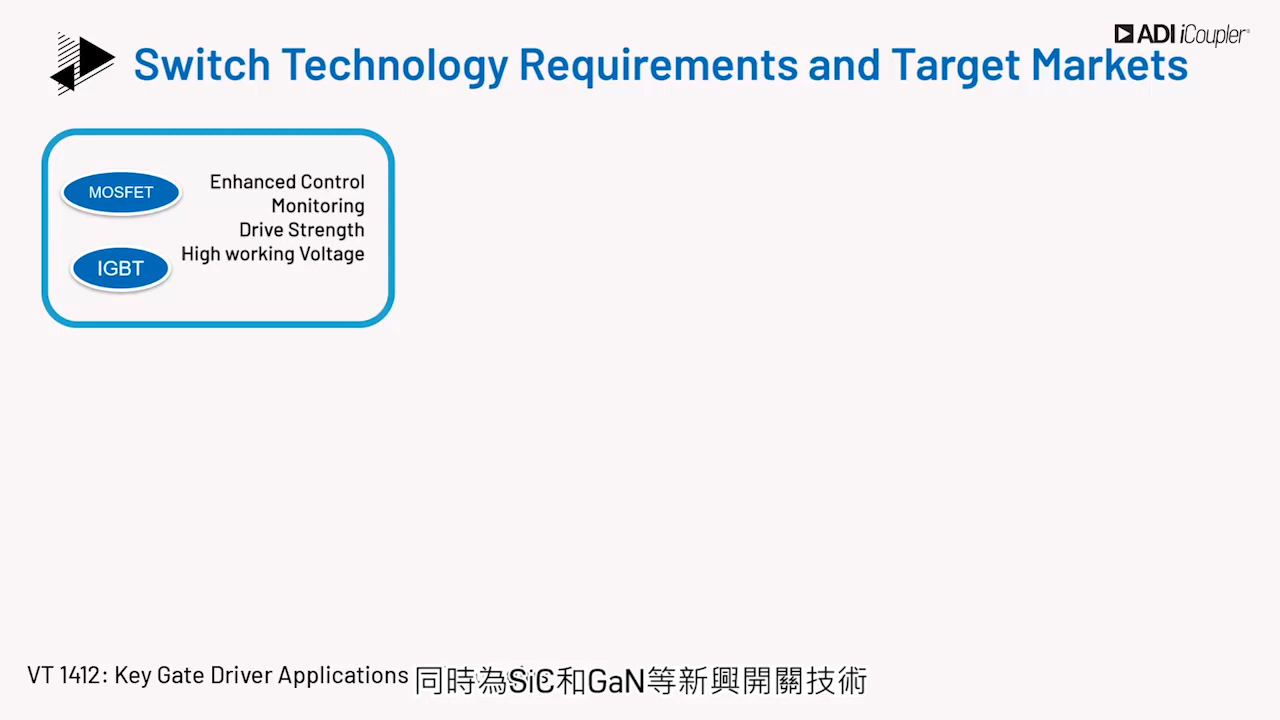 ADI iCoupler®
Switch Technology Requirements and Target Markets
MOSFET
IGBT
Enhanced Control
Monitoring
Drive Strength
High working Voltage
VT 1412: Key Gate Driver Applications
同時為SiC和GaN等新興開關技術